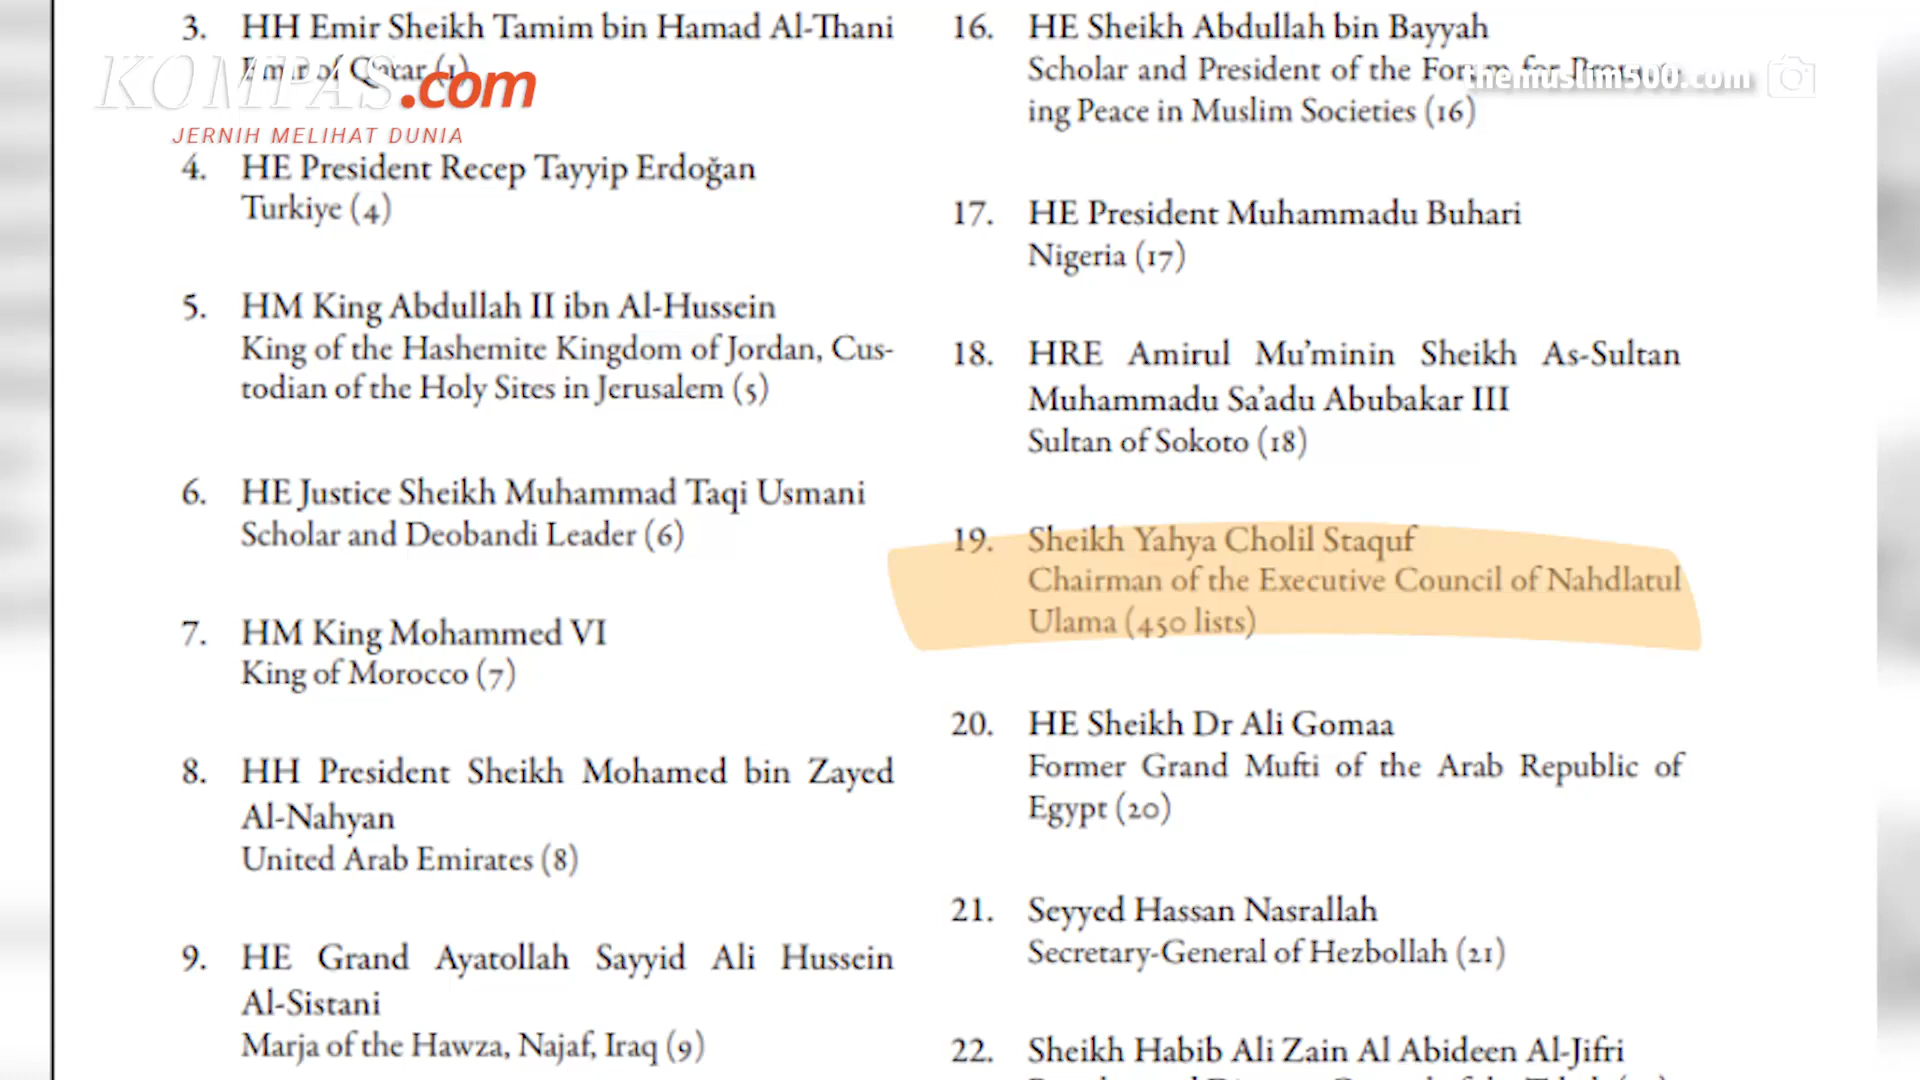 KOMPAS.com
JERNIH MELIHAT DUNIA
themuslim500.com
3. HH Emir Sheikh Tamim bin Hamad Al-Thani
Emir of Qatar (1)
4. HE President Recep Tayyip Erdoğan
Turkiye (4)
5. HM King Abdullah II ibn Al-Hussein
King of the Hashemite Kingdom of Jordan, Cus-
todian of the Holy Sites in Jerusalem (5)
6. HE Justice Sheikh Muhammad Taqi Usmani
Scholar and Deobandi Leader (6)
7. HM King Mohammed VI
King of Morocco (7)
8. HH President Sheikh Mohamed bin Zayed
Al-Nahyan
United Arab Emirates (8)
9. HE Grand Ayatollah Sayyid Ali Hussein
Al-Sistani
Marja of the Hawza, Najaf, Iraq (9)
16. HE Sheikh Abdullah bin Bayyah
Scholar and President of the Forum for
ing Peace in Muslim Societies (16)
17. HE President Muhammadu Buhari
Nigeria (17)
18. HRE Amirul Mu’minin Sheikh As-Sultan
Muhammadu Sa’adu Abubakar III
Sultan of Sokoto (18)
19. Sheikh Yahya Cholil Staquf
Chairman of the Executive Council of Nahdlatul
Ulama (450 lists)
20. HE Sheikh Dr Ali Gomaa
Former Grand Mufti of the Arab Republic of
Egypt (20)
21. Seyyed Hassan Nasrallah
Secretary-General of Hezbollah (21)
22. Sheikh Habib Ali Zain Al Abideen Al-Jifri